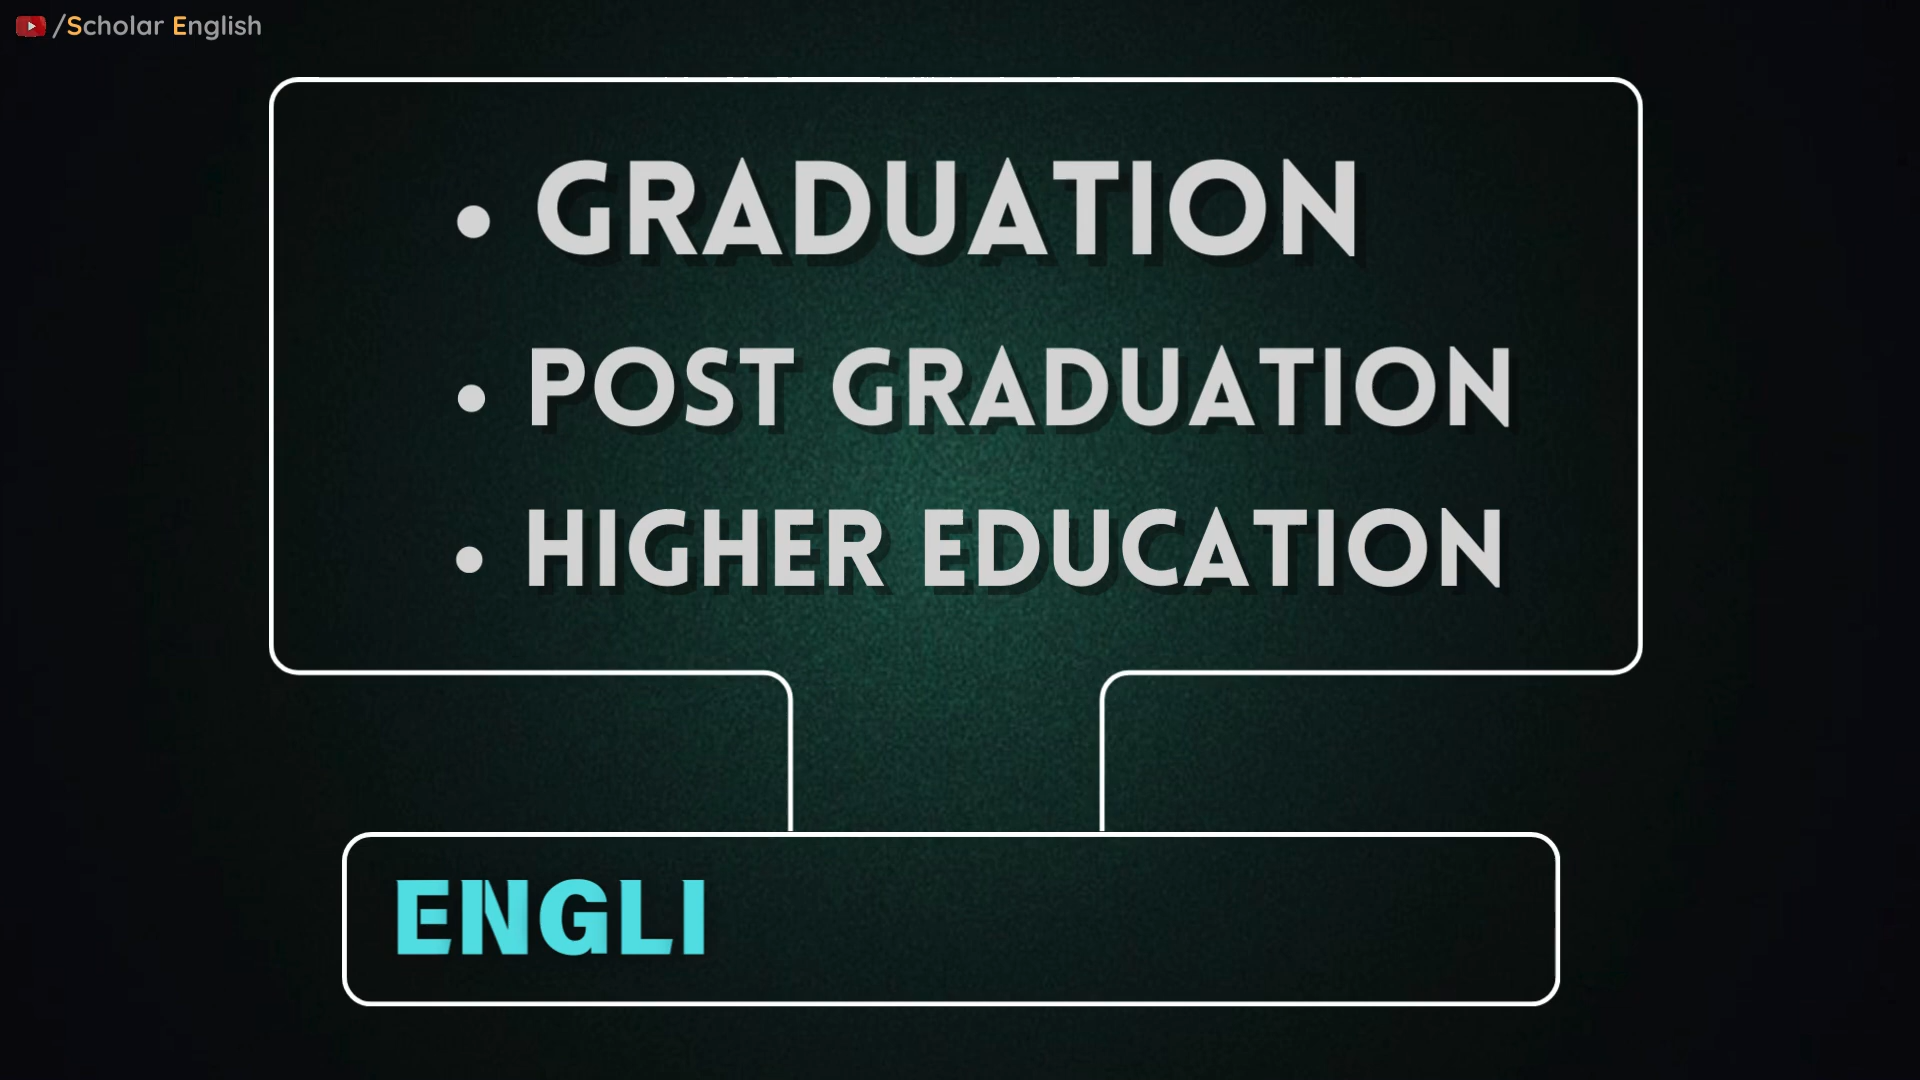 /Scholar English
• GRADUATION
• POST GRADUATION
• HIGHER EDUCATION
ENGLI